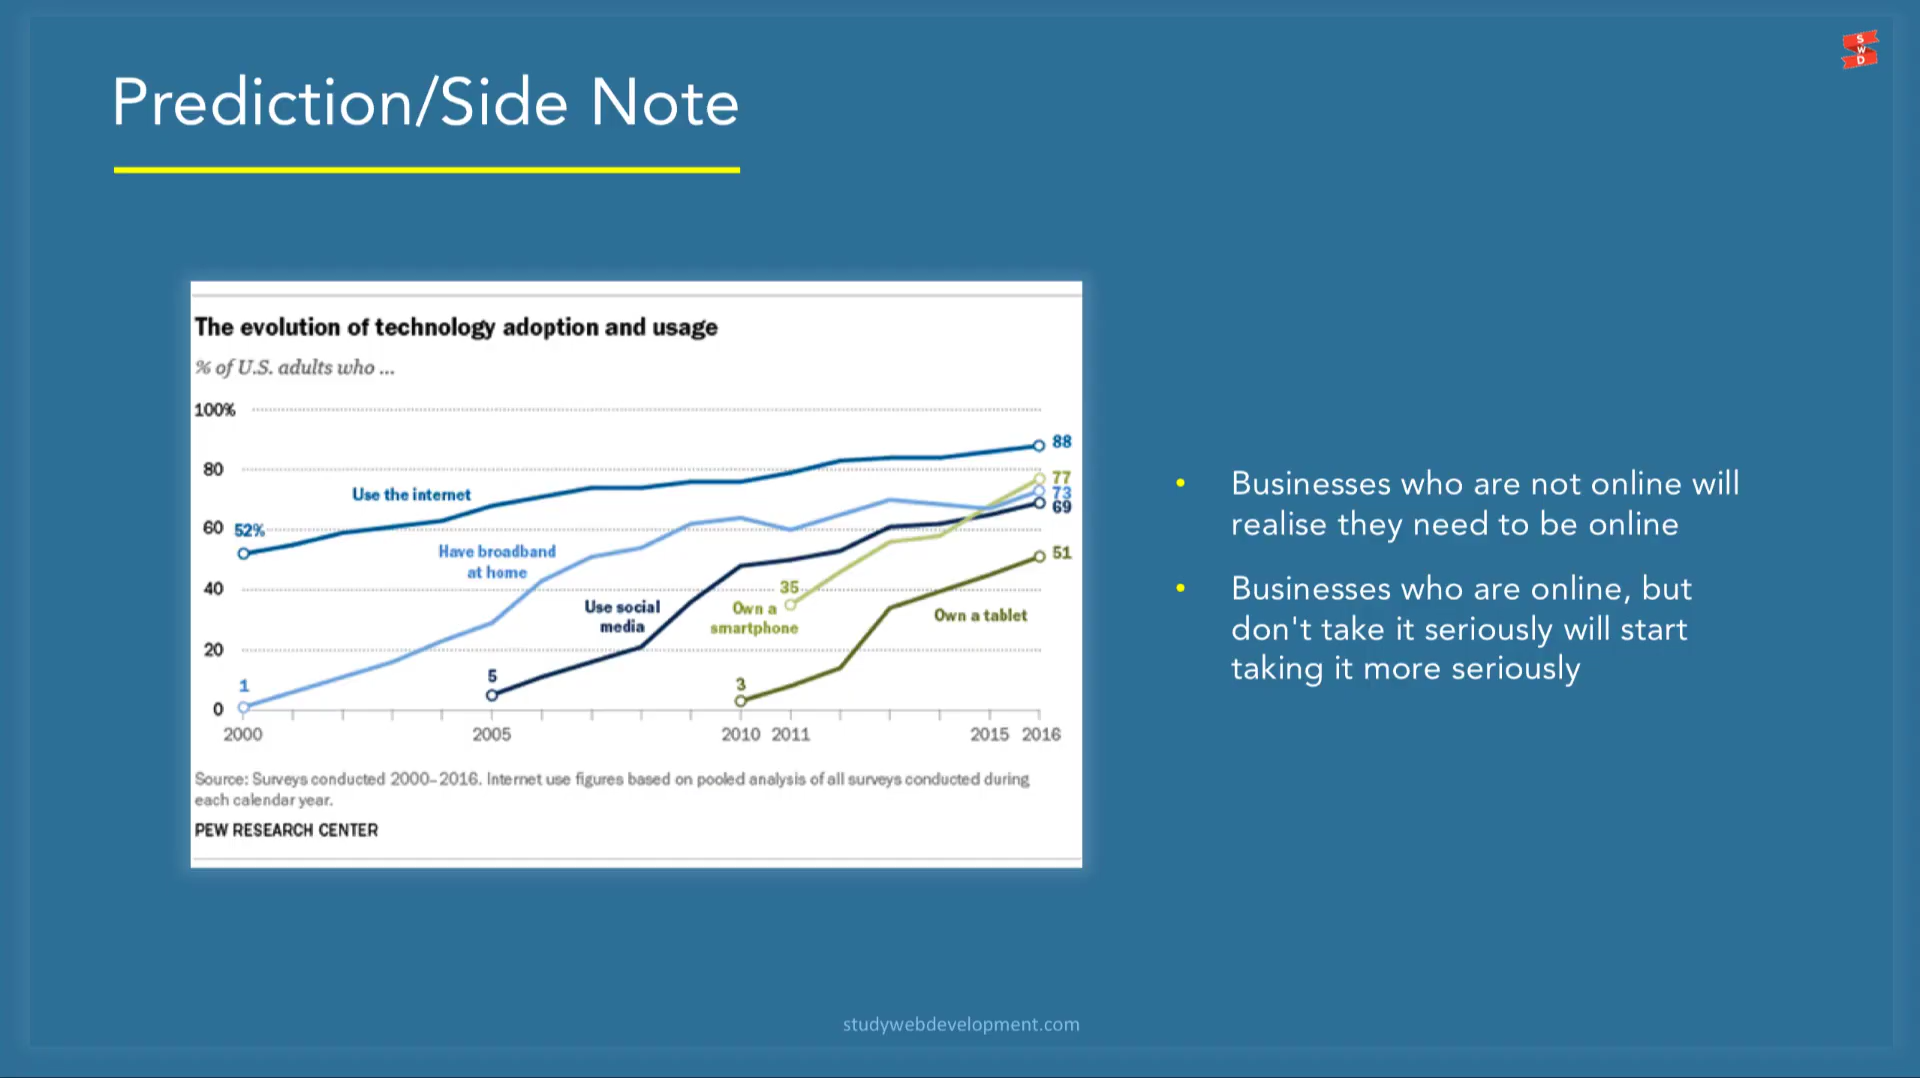 S
W
D
Prediction/Side Note
The evolution of technology adoption and usage
% of U.S. adults who ...
100%
80
60
40
20
0
52%
Use the internet
88
1
Have broadband
at home
73
5
Use social
media
69
35
Own a
smartphone
77
3
Own a tablet
51
2000
2005
2010
2011
2015
2016
Source: Surveys conducted 2000–2016. Internet use figures based on pooled analysis of all surveys conducted during
each calendar year.
PEW RESEARCH CENTER
• Businesses who are not online will
realise they need to be online
• Businesses who are online, but
don't take it seriously will start
taking it more seriously
studywebdevelopment.com